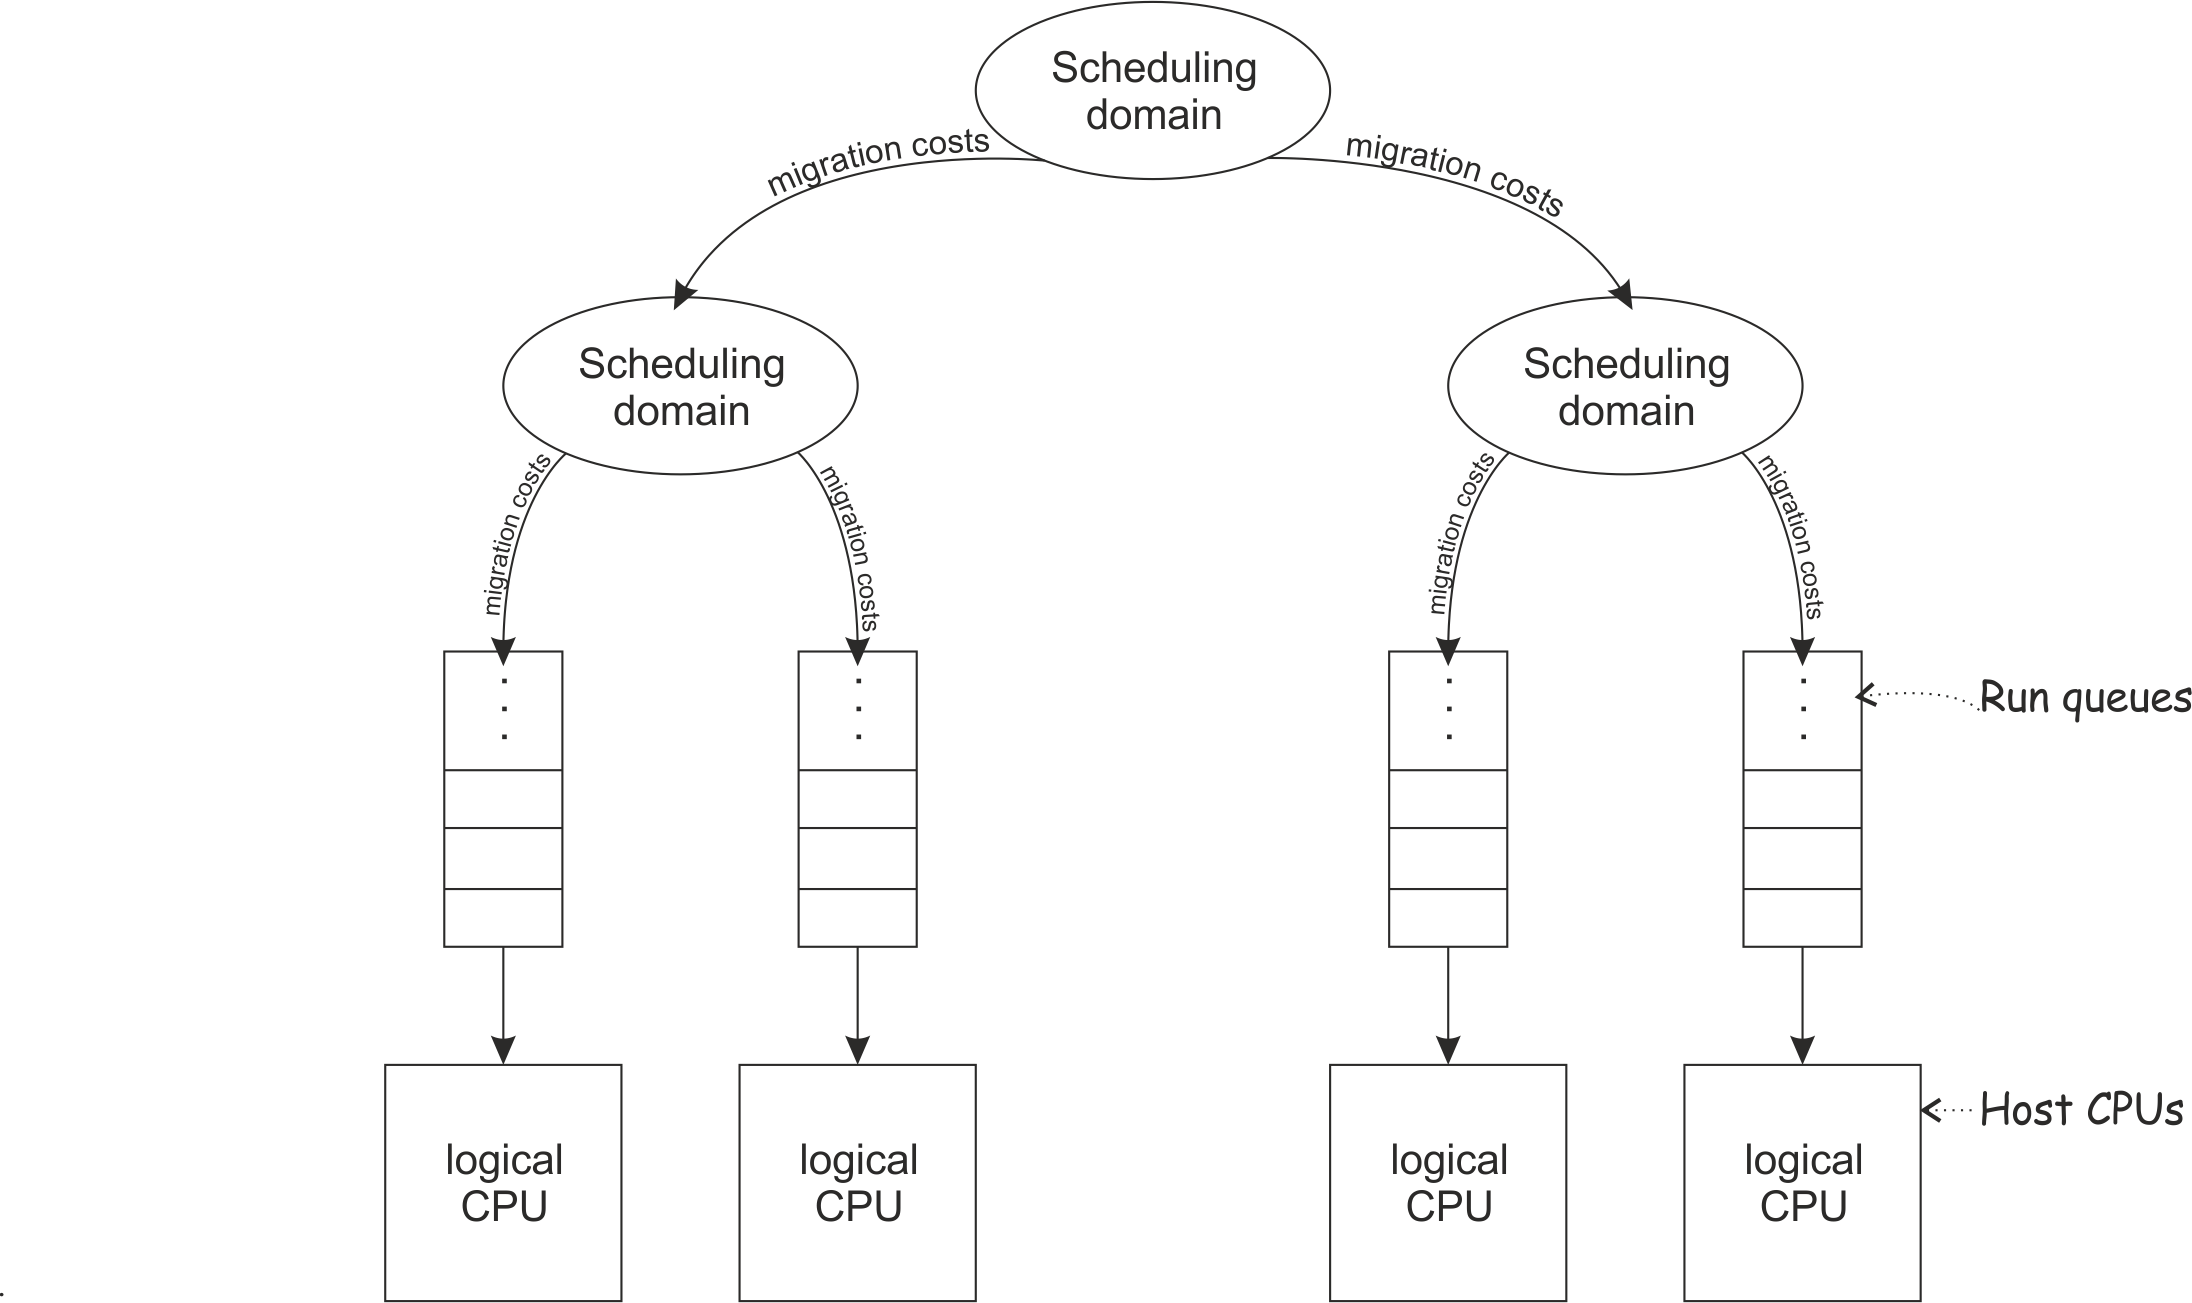 Scheduling
domain
migration costs
migration costs
Scheduling
domain
Scheduling
domain
migration costs
migration costs
migration costs
migration costs
Run queues
Host CPUs
logical
CPU
logical
CPU
logical
CPU
logical
CPU